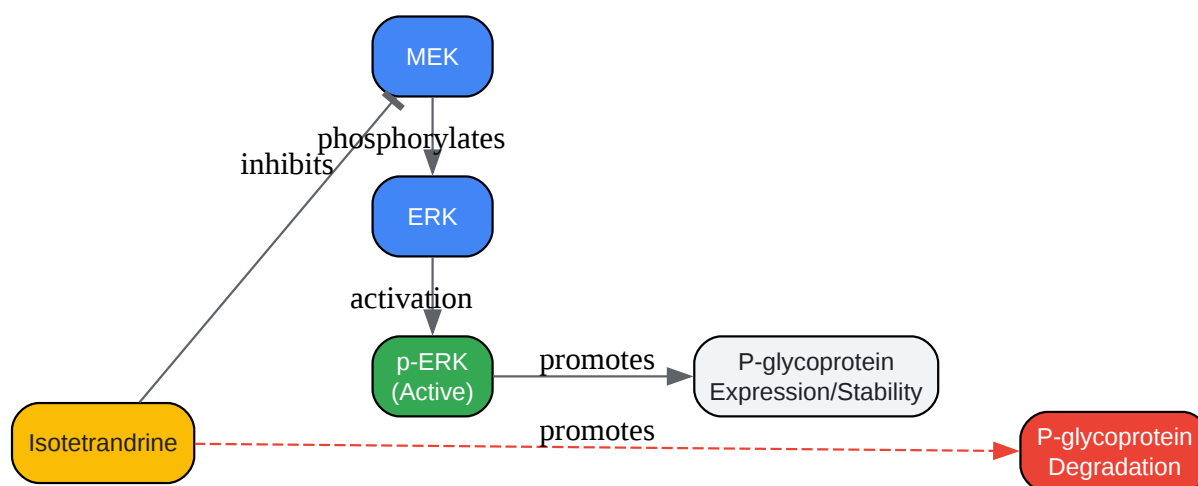 MEK
phosphorylates
inhibits
ERK
activation
p-ERK
(Active)
promotes
P-glycoprotein
Expression/Stability
Isotetrandrine
promotes
P-glycoprotein
Degradation